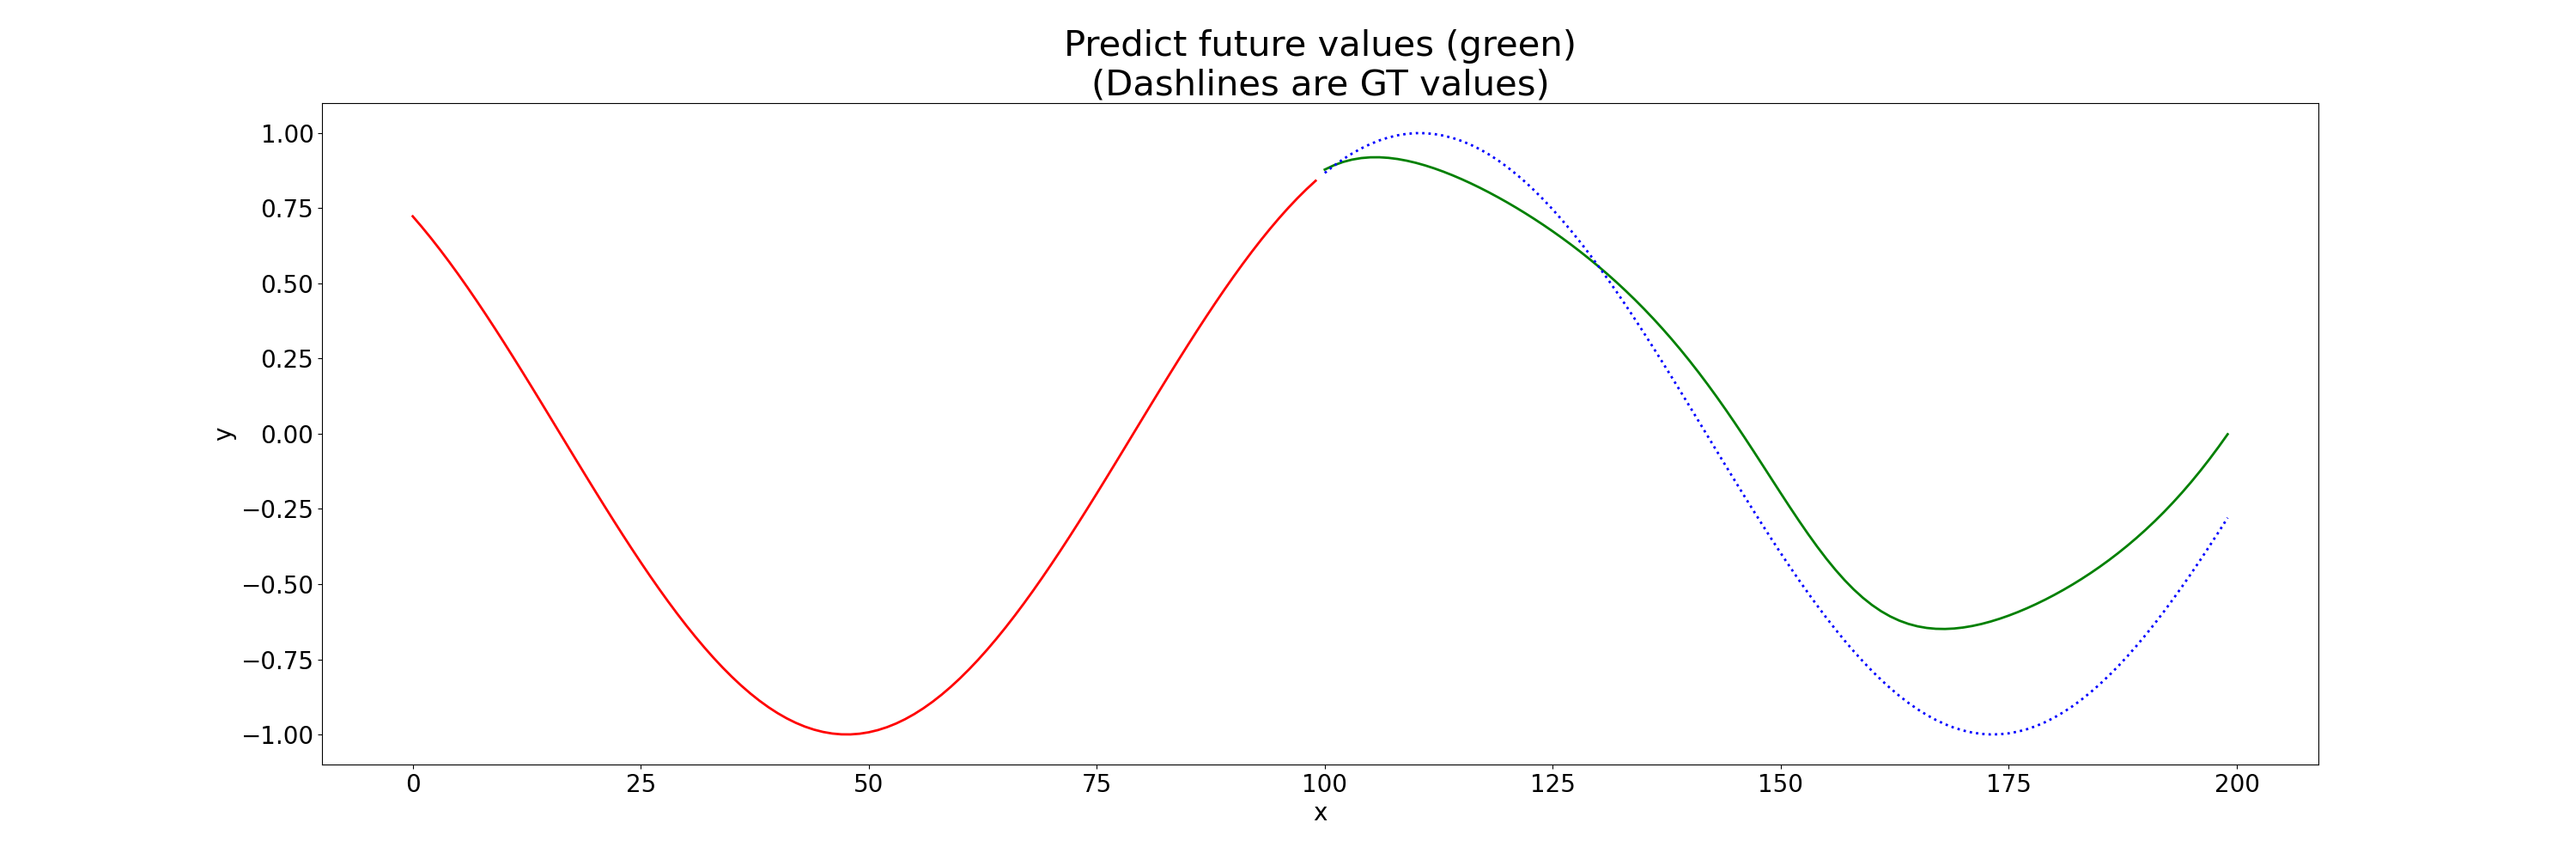 Predict future values (green)
(Dashlines are GT values)
1.00
0.75
0.50
0.25
0.00
−0.25
−0.50
−0.75
−1.00
y
0 25 50 75 100 125 150 175 200
x